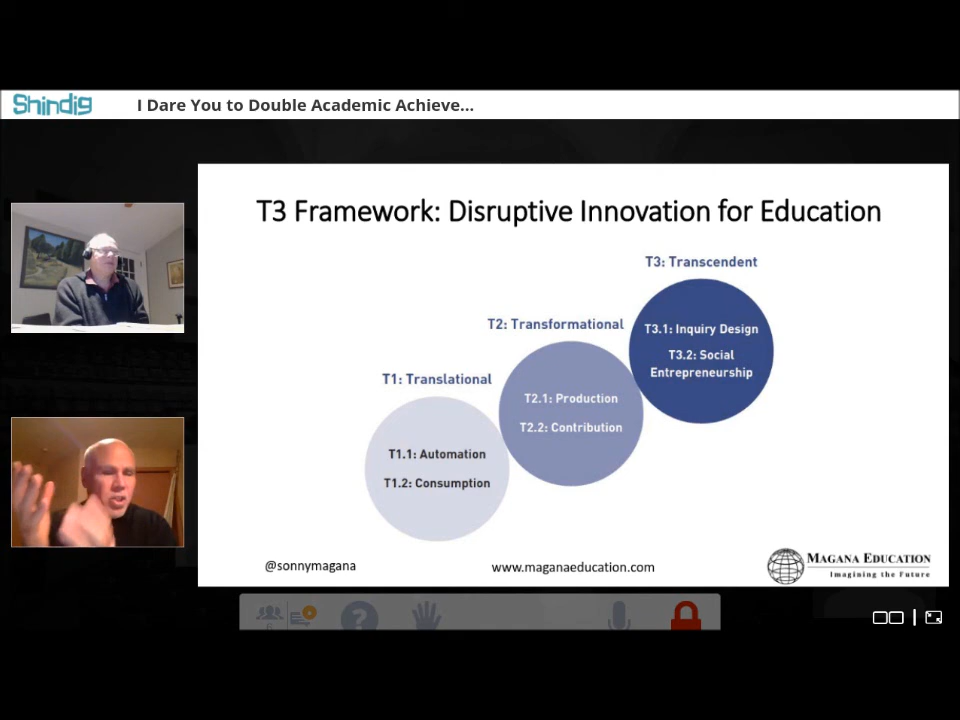 Shindig
I Dare You to Double Academic Achieve...
T3 Framework: Disruptive Innovation for Education
T3: Transcendent
T3.1: Inquiry Design
T3.2: Social
Entrepreneurship
T2: Transformational
T2.1: Production
T2.2: Contribution
T1: Translational
T1.1: Automation
T1.2: Consumption
@sonnymagana
www.maganaeducation.com
MAGANA EDUCATION
Imagining the Future
?